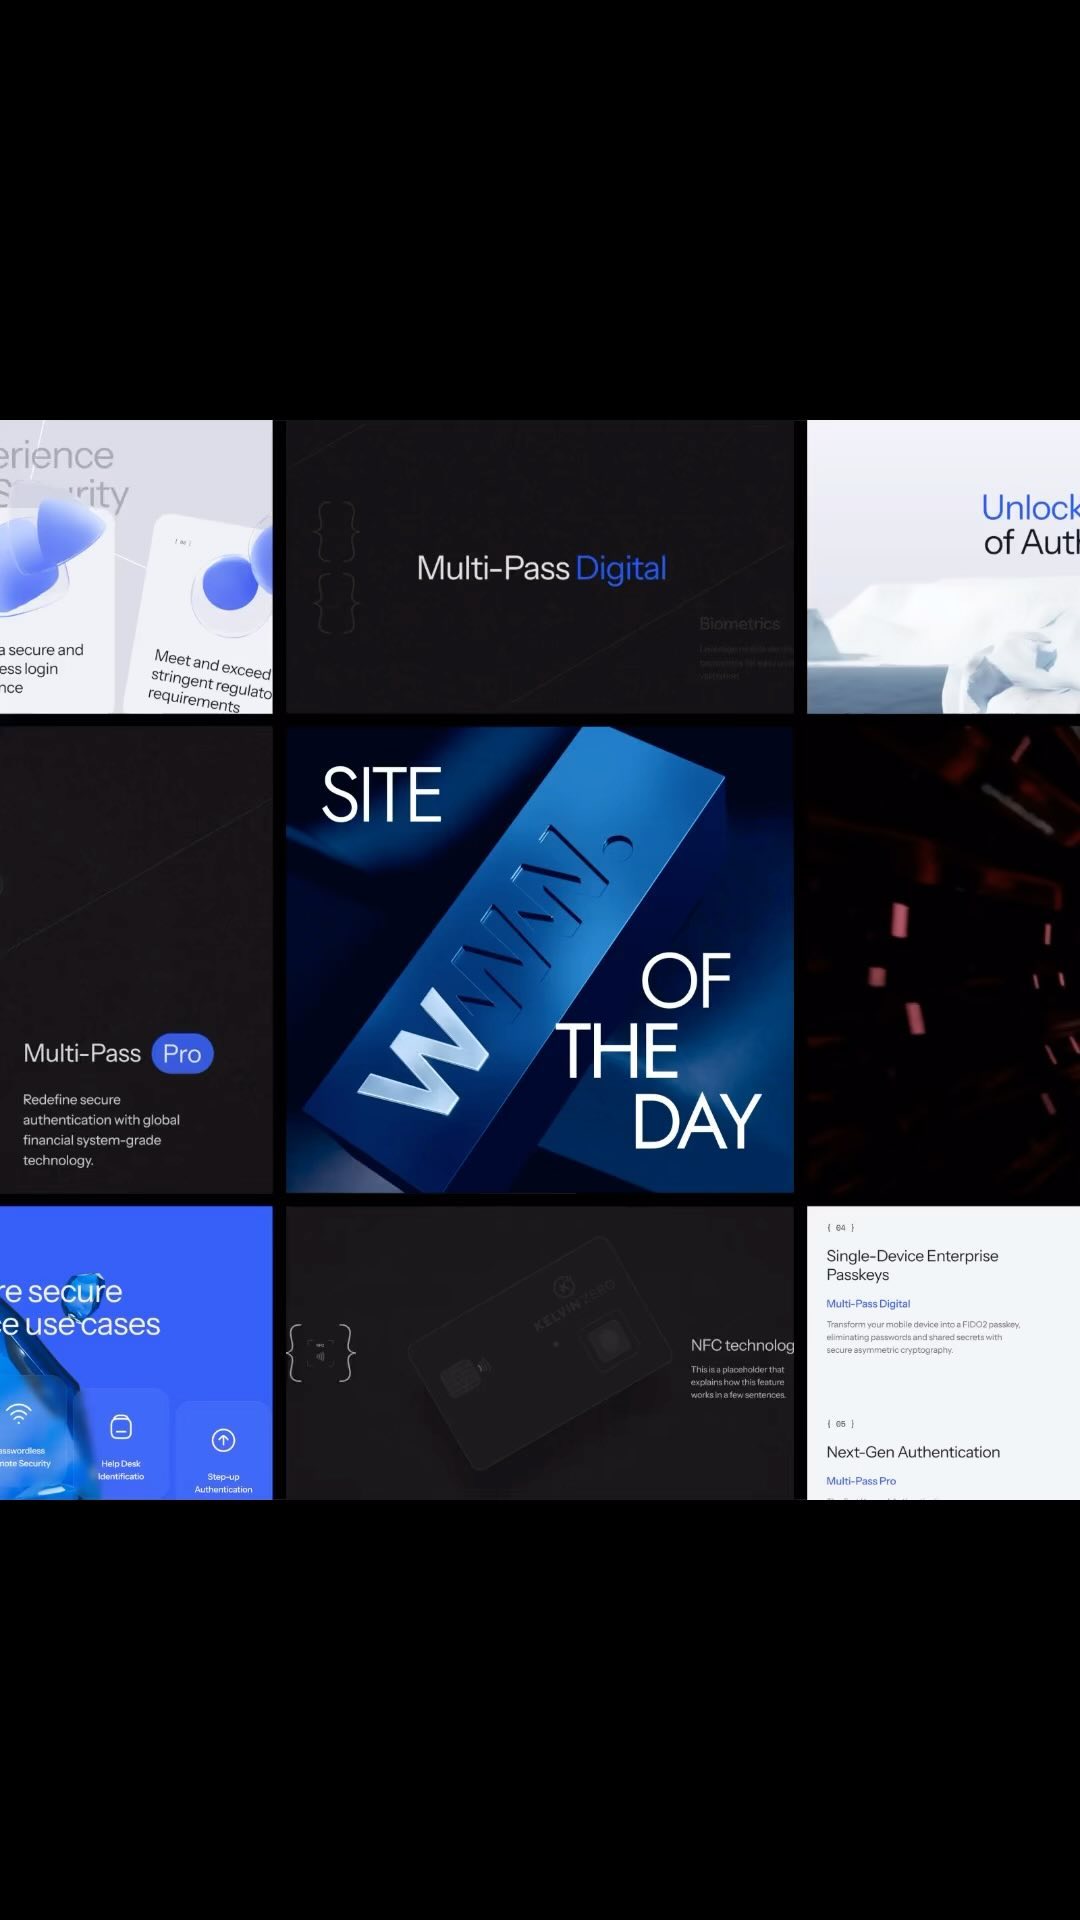 erience
Security
{ 06 }
a secure and
ess login
nce
Meet and exceed
stringent regulato
requirements
Multi-Pass Digital
Biometrics
Unlock
of Auth
Multi-Pass Pro
Redefine secure
authentication with global
financial system-grade
technology.
SITE
WWW.
OF
THE
DAY
re secure
ce use cases
asswordless
mote Security
Help Desk
Identificatio
Step-up
Authentication
KELVIN ZERO
NFC technolog
This is a placeholder that
explains how this feature
works in a few sentences.
{ 04 }
Single-Device Enterprise
Passkeys
Multi-Pass Digital
Transform your mobile device into a FIDO2 passkey,
eliminating passwords and shared secrets with
secure asymmetric cryptography.
{ 05 }
Next-Gen Authentication
Multi-Pass Pro